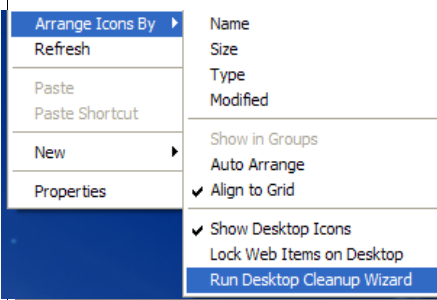 Arrange Icons By
Refresh
Paste
Paste Shortcut
New
Properties
Name
Size
Type
Modified
Show in Groups
Auto Arrange
Align to Grid
Show Desktop Icons
Lock Web Items on Desktop
Run Desktop Cleanup Wizard